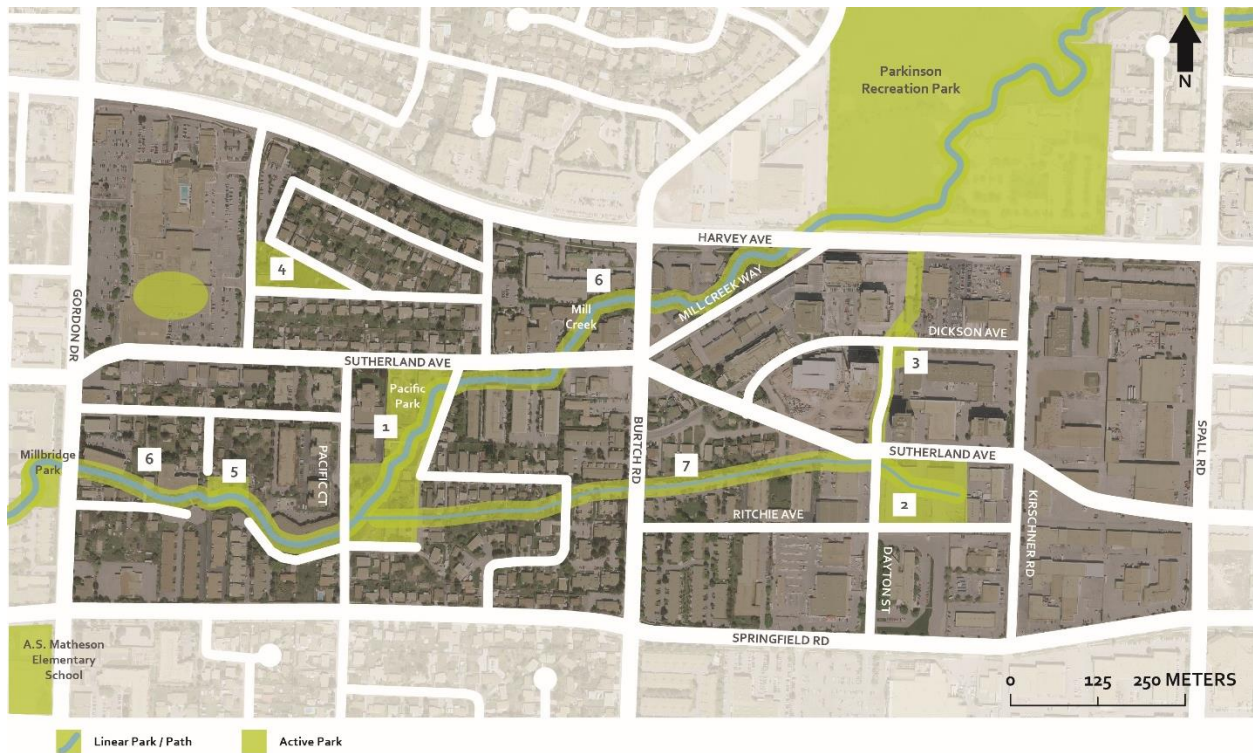 Parkinson
Recreation Park
N
HARVEY AVE
4
6
MILL CREEK WAY
Mill
Creek
GORDON DR
DICKSON AVE
SUTHERLAND AVE
3
Pacific
Park
1
BURTCH RD
SPALL RD
SUTHERLAND AVE
Millbridge
Park
6
5
PACIFIC CT
7
2
KIRSCHNER RD
RITCHIE AVE
DAYTON ST
SPRINGFIELD RD
A.S. Matheson
Elementary
School
0 125 250 METERS
Linear Park / Path
Active Park